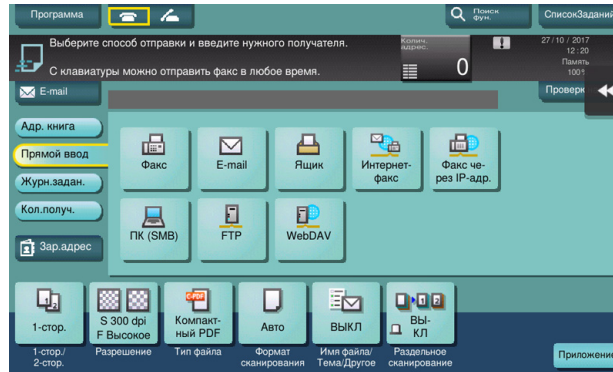 Программа
Поиск
фун.
СписокЗаданий
Выберите способ отправки и введите нужного получателя.
С клавиатуры можно отправить факс в любое время.
Колич.
адрес.
0
27/10/2017
12:20
Память
100%
E-mail
Проверк
Адр. книга
Прямой ввод
Журн.задан.
Кол.получ.
Зар.адрес
Факс
E-mail
Ящик
Интернет-
факс
Факс че-
рез IP-адр.
ПК (SMB)
FTP
WebDAV
1-стор.
S 300 dpi
F Высокое
C-PDF
Компакт-
ный PDF
Авто
ВЫКЛ
ВЫ-
КЛ
1-стор./
2-стор.
Разрешение
Тип файла
Формат
сканирования
Имя файла/
Тема/Другое
Раздельное
сканирование
Приложение